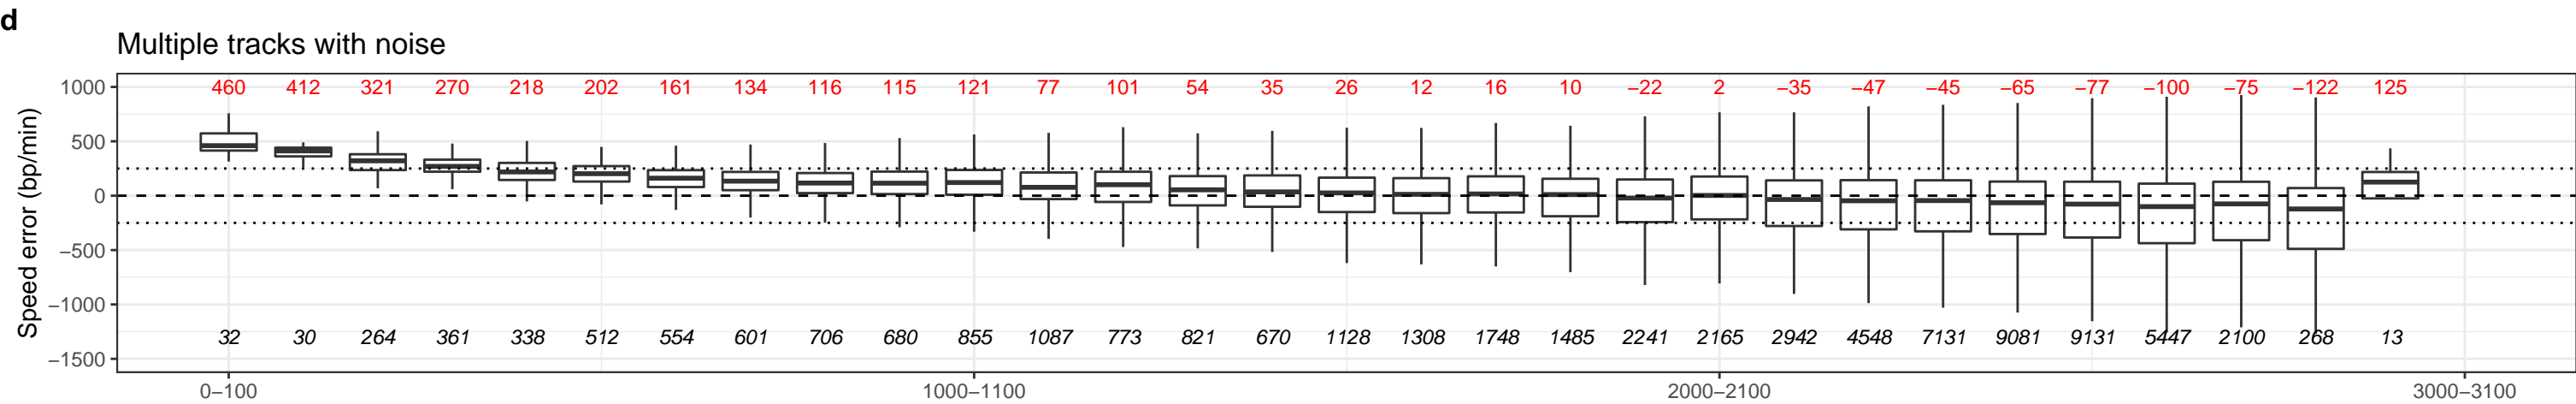 d
Multiple tracks with noise
Speed error (bp/min)
1000
500
0
−500
−1000
−1500
460 412 321 270 218 202 161 134 116 115 121 77 101 54 35 26 12 16 10 −22 2 −35 −47 −45 −65 −77 −100 −75 −122 125
32 30 264 361 338 512 554 601 706 680 855 1087 773 821 670 1128 1308 1748 1485 2241 2165 2942 4548 7131 9081 9131 5447 2100 268 13
0−100 1000−1100 2000−2100 3000−3100